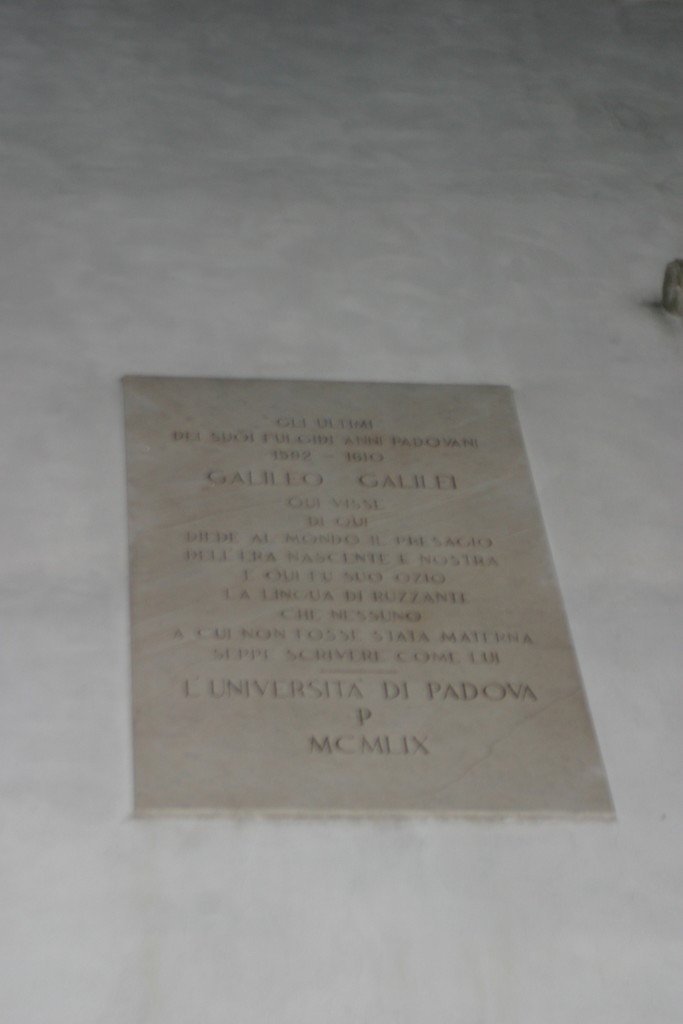 GLI ULTIMI
DEI SUOI FULGIDI ANNI PADOVANI
1592 - 1610
GALILEO GALILEI
QUI VISSE
DI QUI
DIEDE AL MONDO IL PRESAGIO
DELL'ERA NASCENTE E NOSTRA
E QUI FU SUO OZIO
LA LINGUA DI RUZZANTE
CHE NESSUNO
A CUI NON FOSSE STATA MATERNA
SEPPE SCRIVERE COME LUI
L'UNIVERSITÀ DI PADOVA
P
MCMLIX